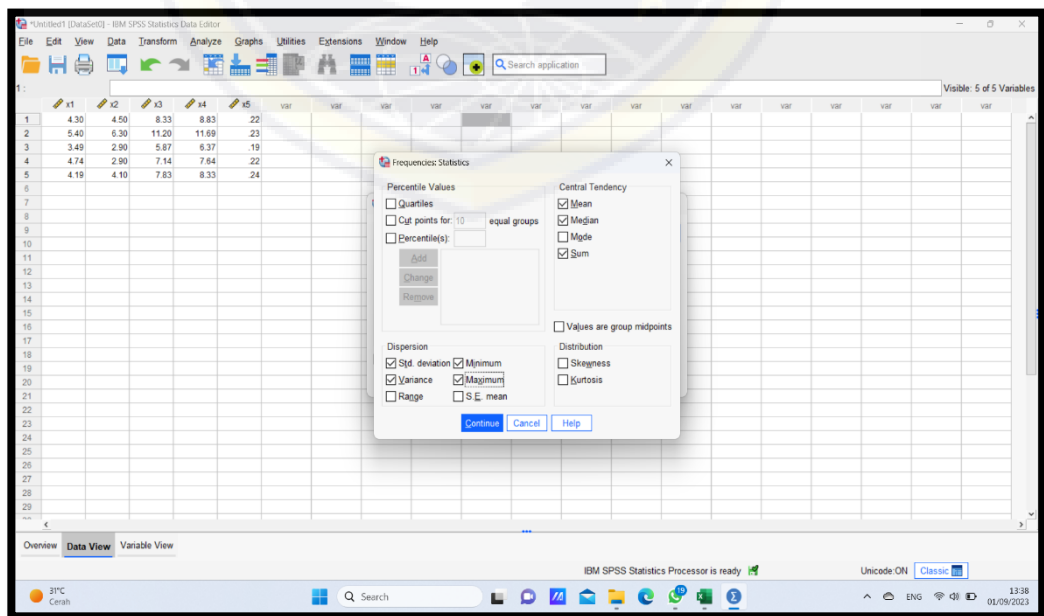 *Untitled1 [DataSet0] - IBM SPSS Statistics Data Editor
File Edit View Data Transform Analyze Graphs Utilities Extensions Window Help
Search application
1 :
Visible: 5 of 5 Variables
x1 x2 x3 x4 x5 var var var var var var var var var var var var var var var
1 4.30 4.50 8.33 8.83 .22
2 5.40 6.30 11.20 11.69 .23
3 3.49 2.90 5.87 6.37 .19
4 4.74 2.90 7.14 7.64 .22
5 4.19 4.10 7.83 8.33 .24
6
7
8
9
10
11
12
13
14
15
16
17
18
19
20
21
22
23
24
25
26
27
28
29
Frequencies: Statistics
Percentile Values
Quartiles
Cut points for: 10 equal groups
Percentile(s):
Add
Change
Remove
Central Tendency
Mean
Median
Mode
Sum
Values are group midpoints
Dispersion
Std. deviation Minimum
Variance Maximum
Range S.E. mean
Distribution
Skewness
Kurtosis
Continue Cancel Help
Overview Data View Variable View
IBM SPSS Statistics Processor is ready Unicode:ON Classic
31°C
Cerah
Search
ENG
13:38
01/09/2023